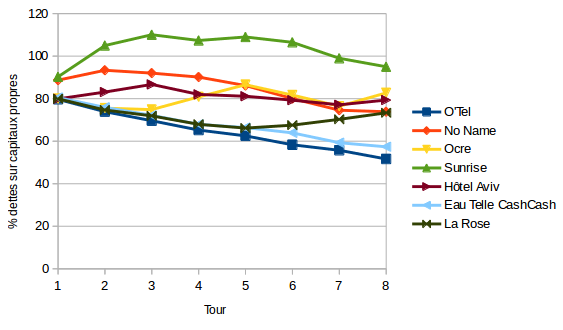 120
100
80
60
40
20
0
% dettes sur capitaux propres
1 2 3 4 5 6 7 8
Tour
O'Tel
No Name
Ocre
Sunrise
Hôtel Aviv
Eau Telle CashCash
La Rose